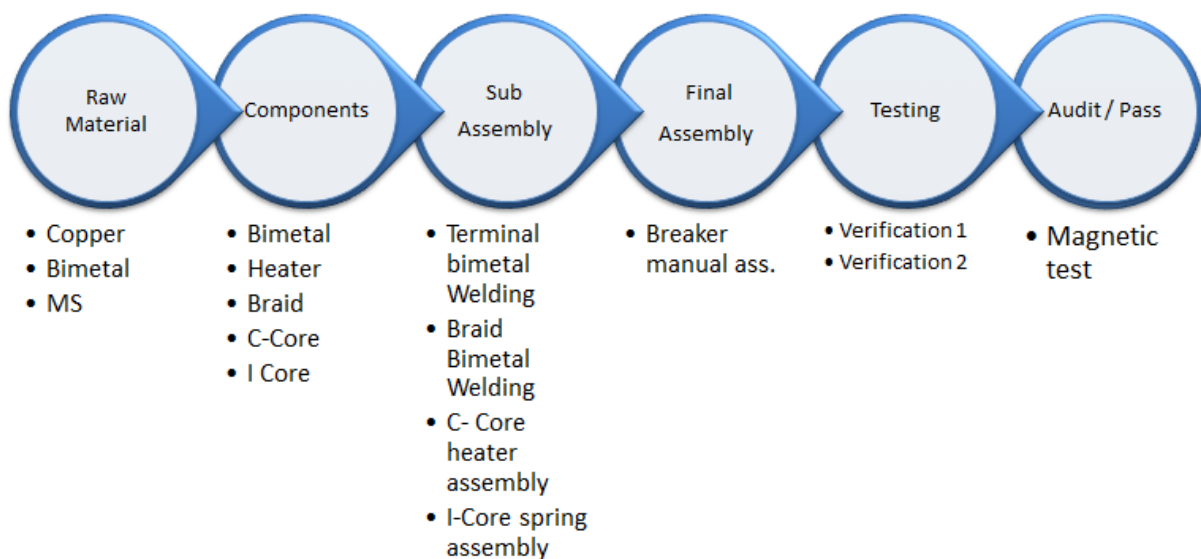 Raw
Material
Components
Sub
Assembly
Final
Assembly
Testing
Audit / Pass
• Copper
• Bimetal
• MS
• Bimetal
• Heater
• Braid
• C-Core
• I Core
• Terminal
bimetal
Welding
• Braid
Bimetal
Welding
• C- Core
heater
assembly
• I-Core spring
assembly
• Breaker
manual ass.
• Verification 1
• Verification 2
• Magnetic
test